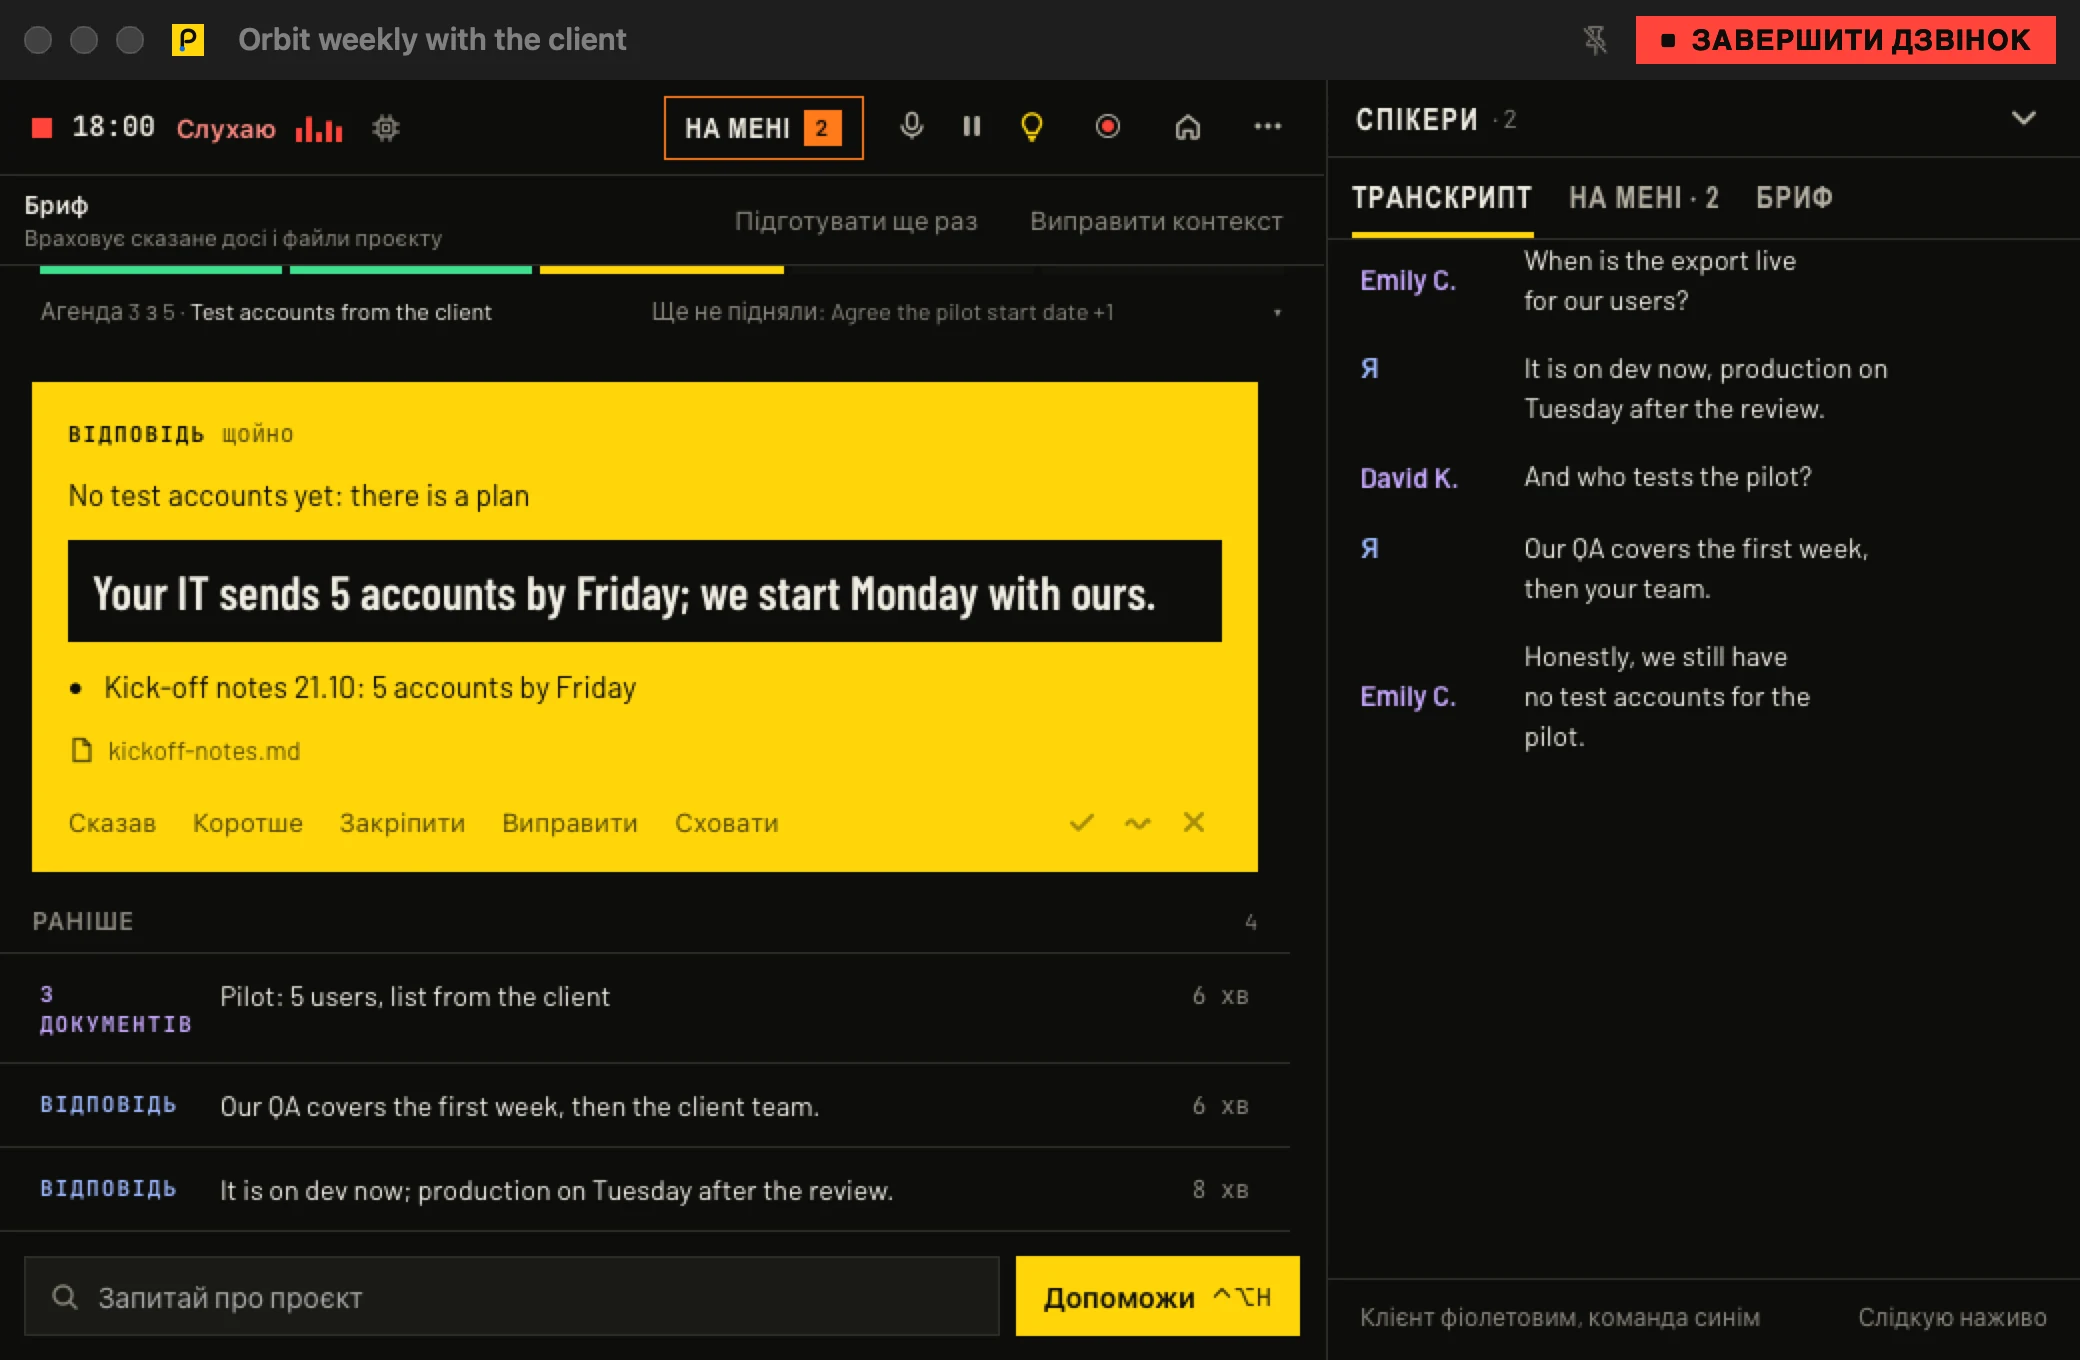 Orbit weekly with the client
ЗАВЕРШИТИ ДЗВІНОК
18:00 Слухаю
НА МЕНІ 2
Бриф
Враховує сказане досі і файли проєкту
Підготувати ще раз
Виправити контекст
Агенда 3 з 5 · Test accounts from the client
Ще не підняли: Agree the pilot start date +1
ВІДПОВІДЬ щойно
No test accounts yet: there is a plan
Your IT sends 5 accounts by Friday; we start Monday with ours.
• Kick-off notes 21.10: 5 accounts by Friday
kickoff-notes.md
Сказав Коротше Закріпити Виправити Сховати
РАНІШЕ 4
З
ДОКУМЕНТІВ
Pilot: 5 users, list from the client 6 хв
ВІДПОВІДЬ Our QA covers the first week, then the client team. 6 хв
ВІДПОВІДЬ It is on dev now; production on Tuesday after the review. 8 хв
Запитай про проєкт
Допоможи ^⌥H
СПІКЕРИ · 2
ТРАНСКРИПТ НА МЕНІ · 2 БРИФ
Emily C.
When is the export live
for our users?
Я
It is on dev now, production on
Tuesday after the review.
David K.
And who tests the pilot?
Я
Our QA covers the first week,
then your team.
Emily C.
Honestly, we still have
no test accounts for the
pilot.
Клієнт фіолетовим, команда синім
Слідкую наживо